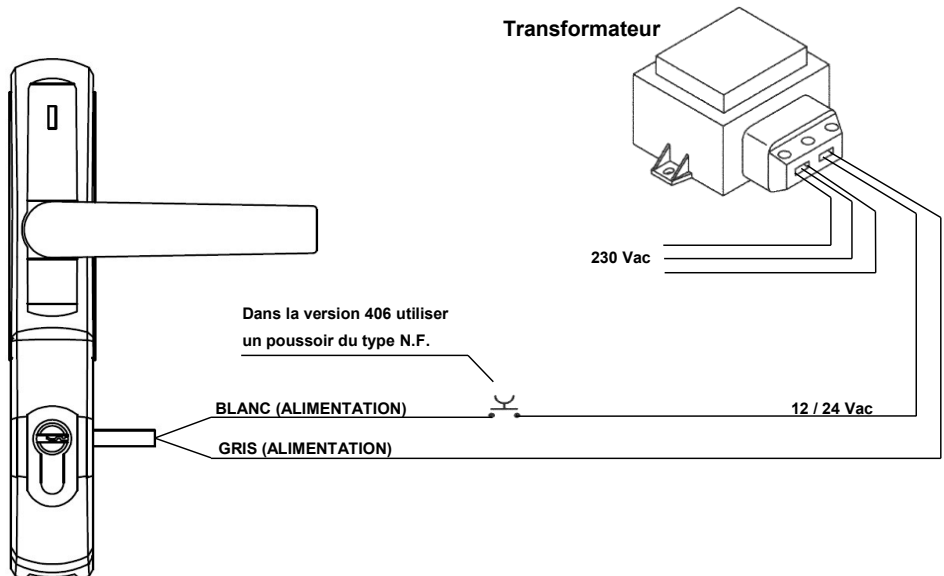 Transformateur
230 Vac
Dans la version 406 utiliser
un poussoir du type N.F.
BLANC (ALIMENTATION)
12 / 24 Vac
GRIS (ALIMENTATION)